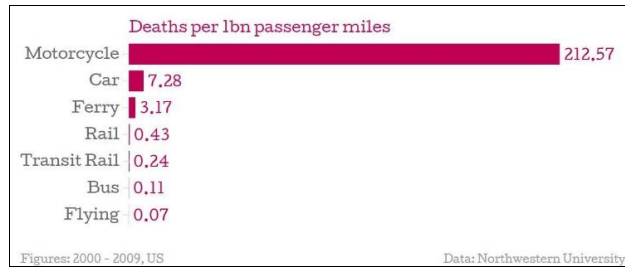 Deaths per 1bn passenger miles
Motorcycle 212.57
Car 7.28
Ferry 3.17
Rail 0.43
Transit Rail 0.24
Bus 0.11
Flying 0.07
Figures: 2000 - 2009, US Data: Northwestern University